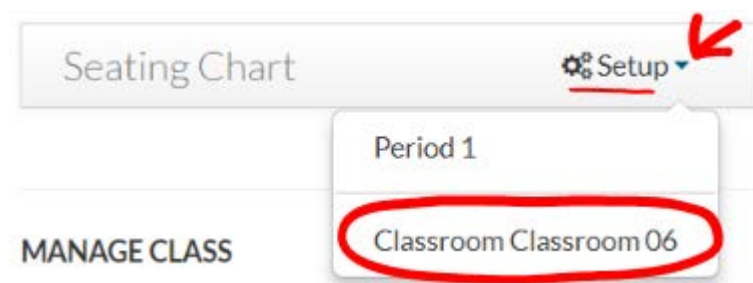 Seating Chart
Setup
Period 1
MANAGE CLASS
Classroom Classroom 06